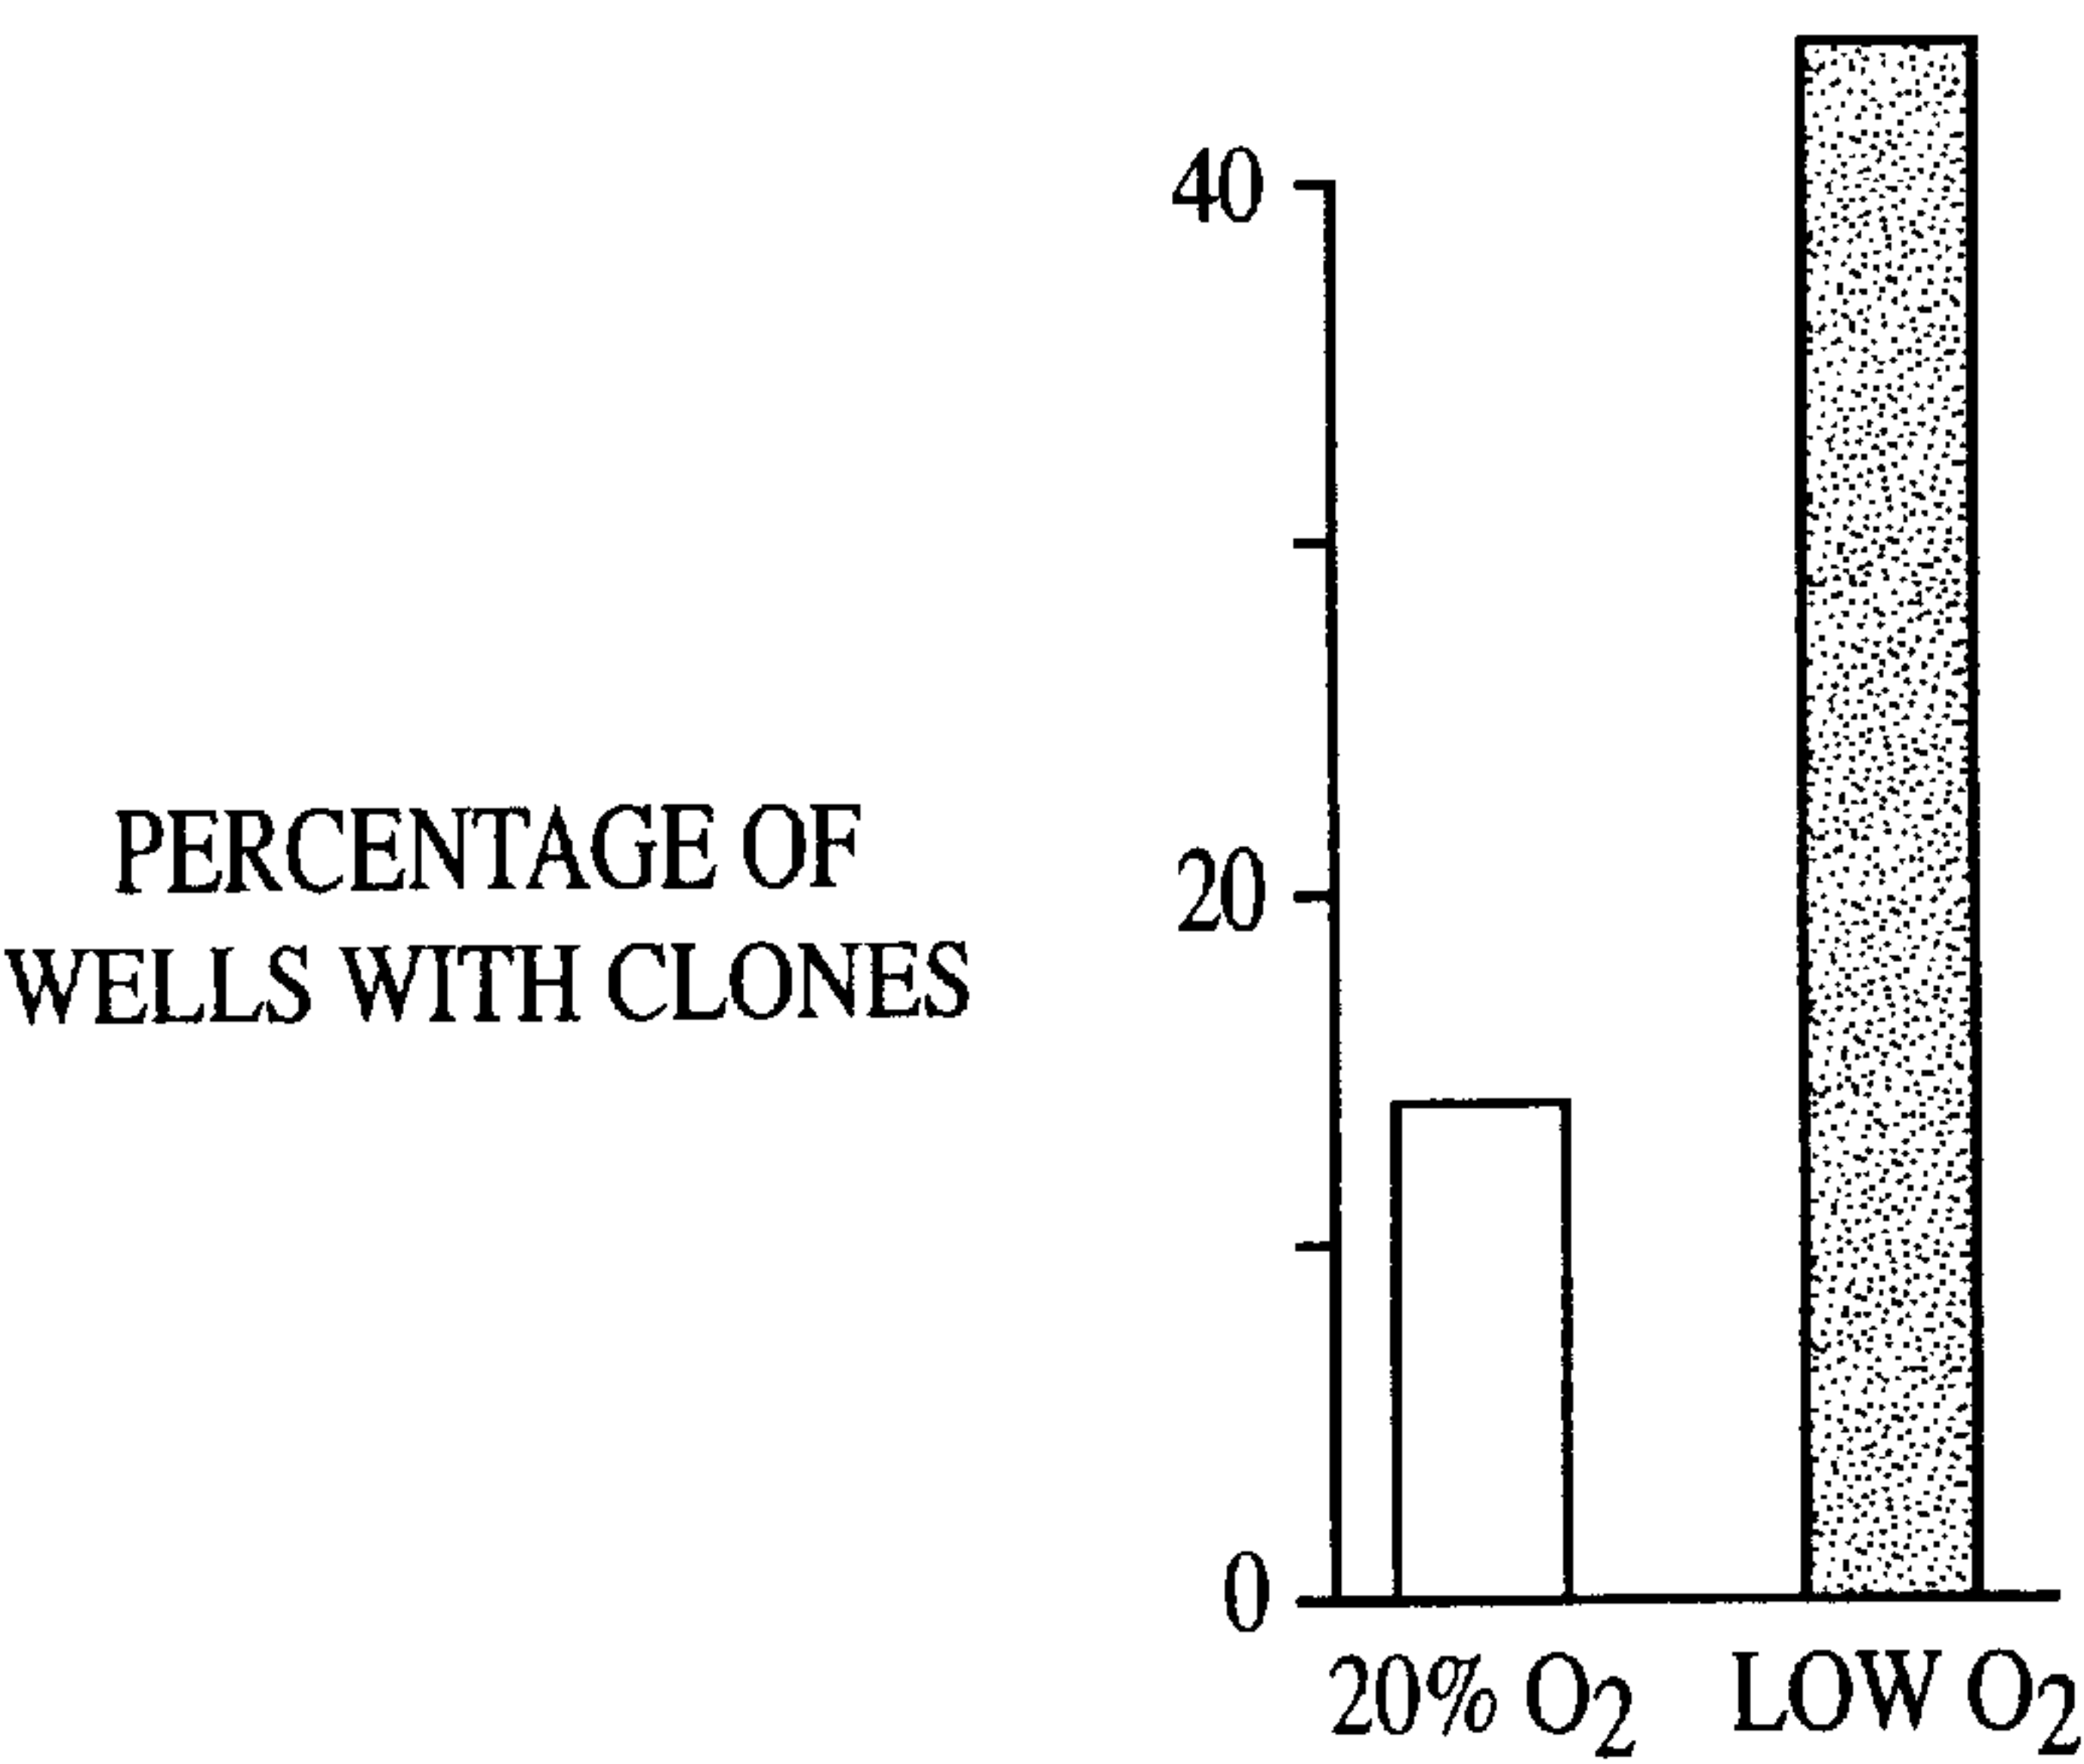 40
PERCENTAGE OF
WELLS WITH CLONES
20
0
20% O2
LOW O2